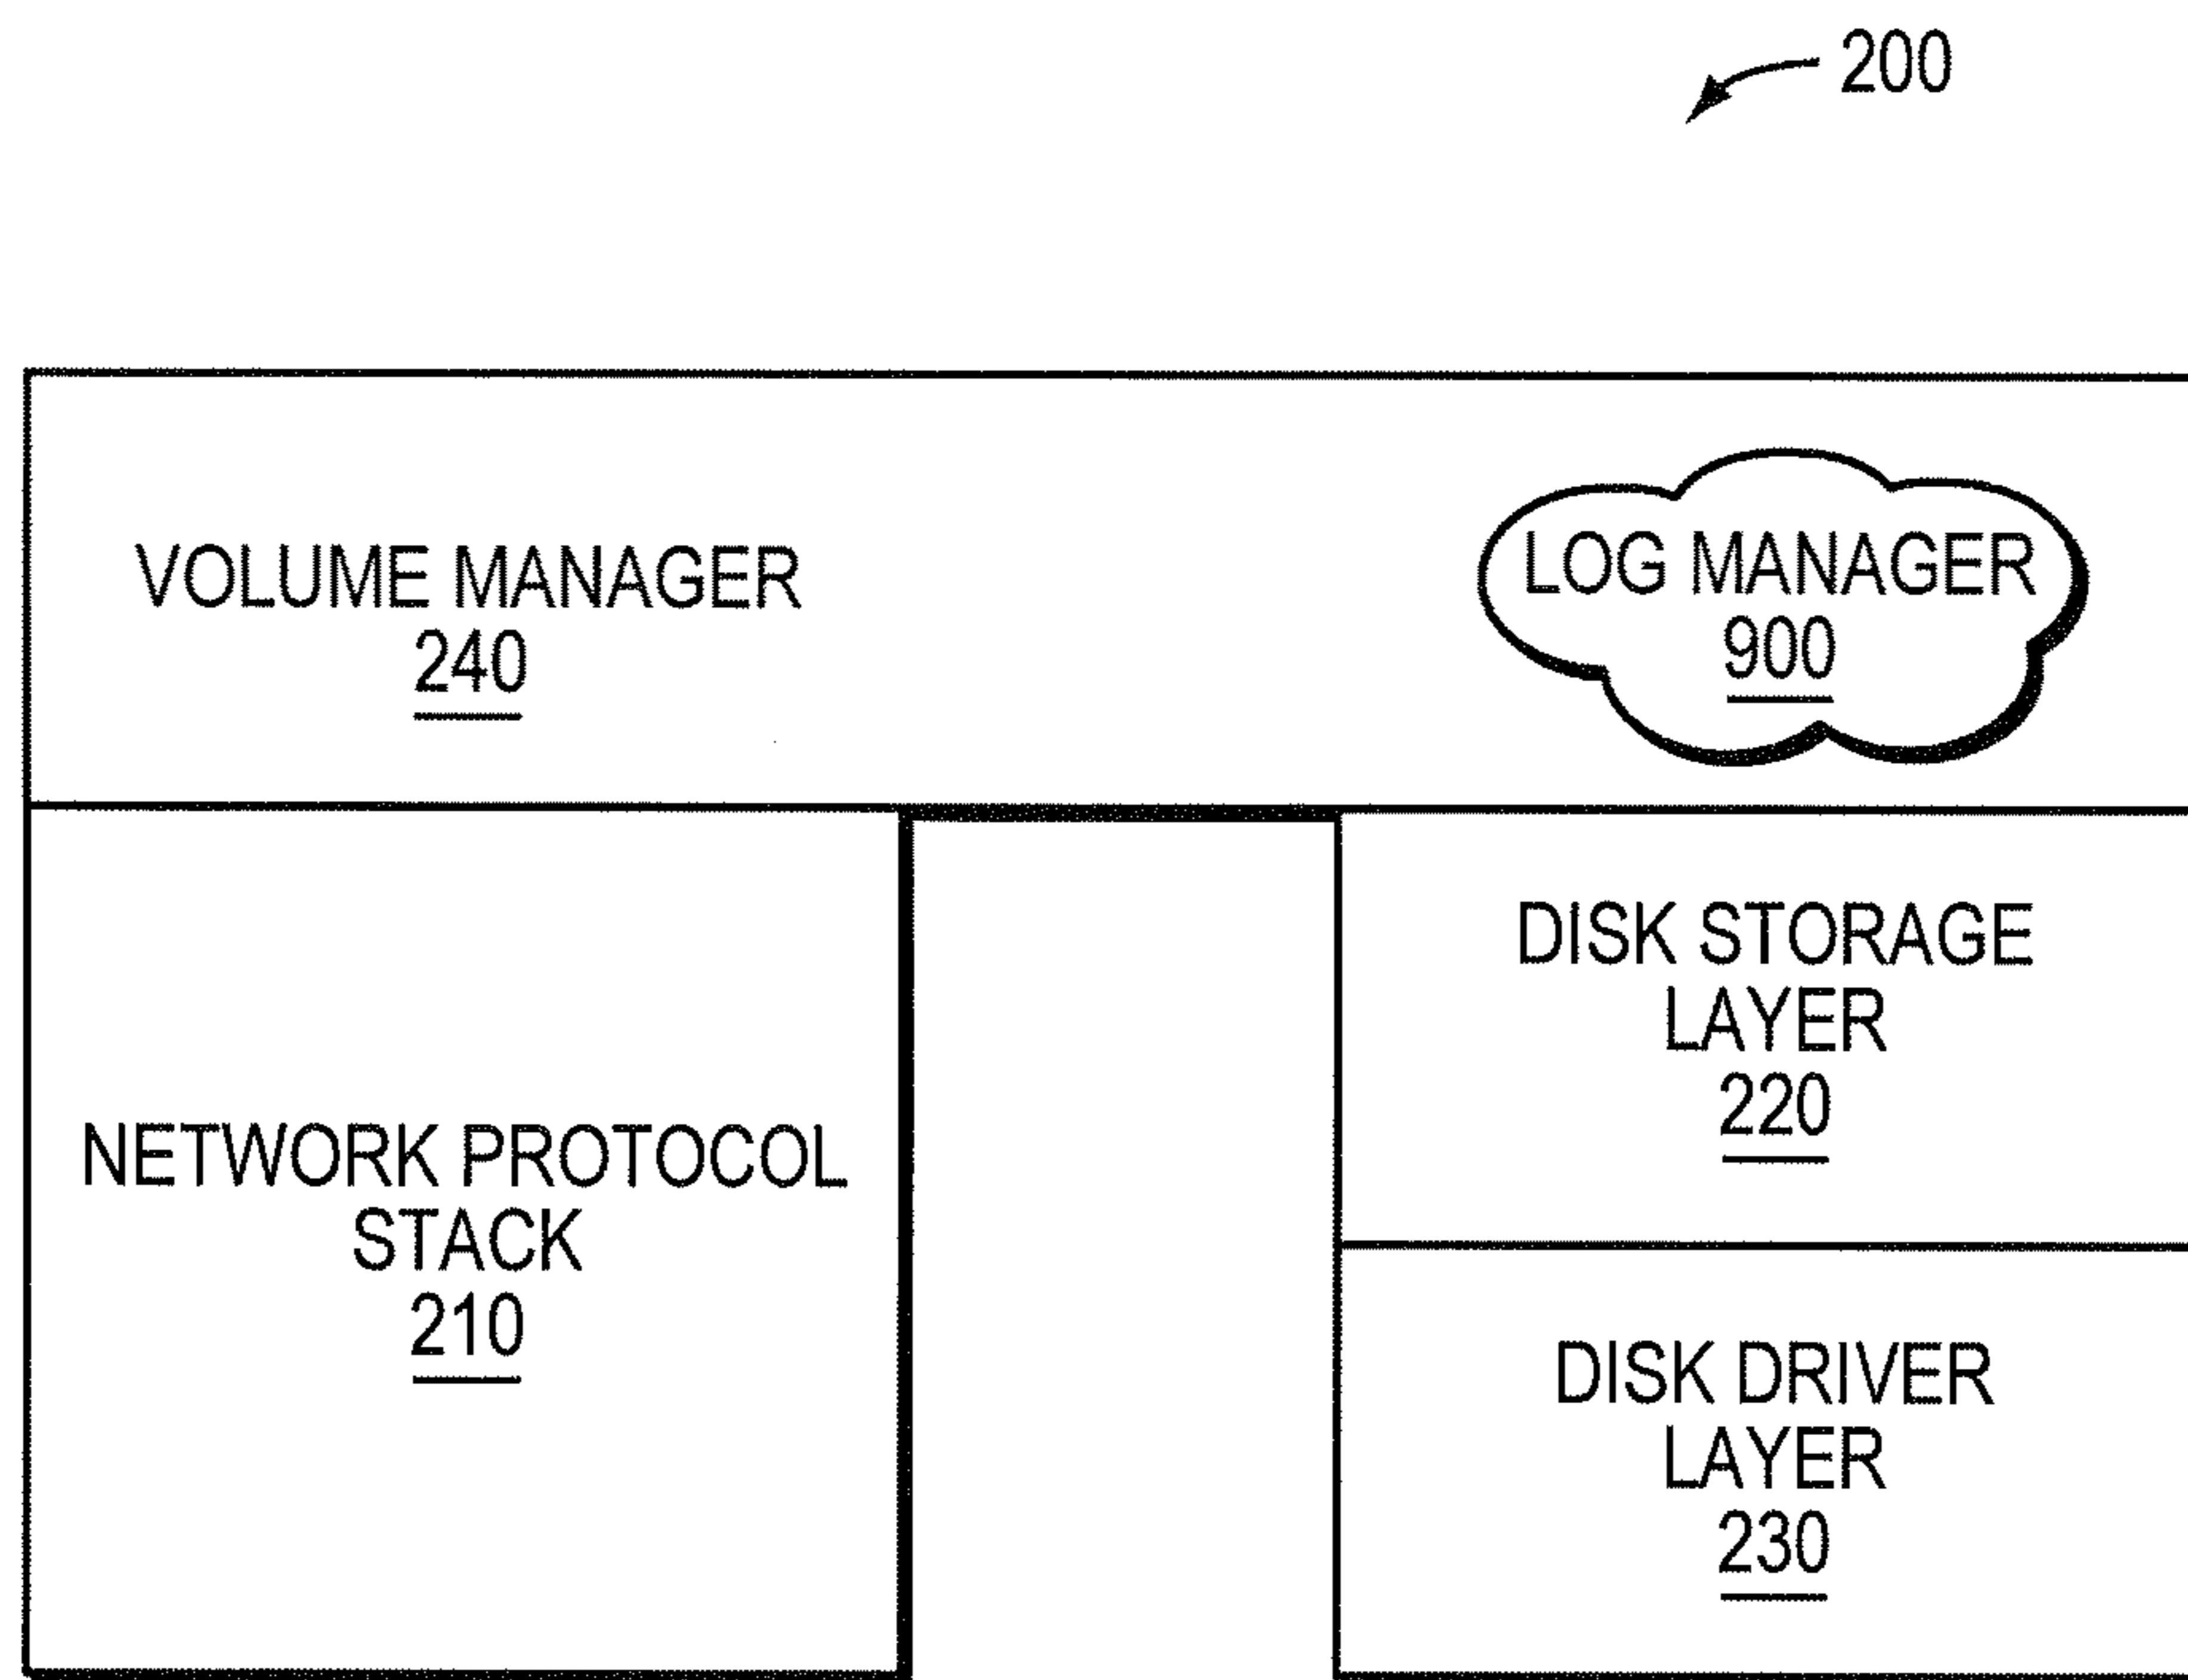 200
VOLUME MANAGER
240
LOG MANAGER
900
NETWORK PROTOCOL
STACK
210
DISK STORAGE
LAYER
220
DISK DRIVER
LAYER
230